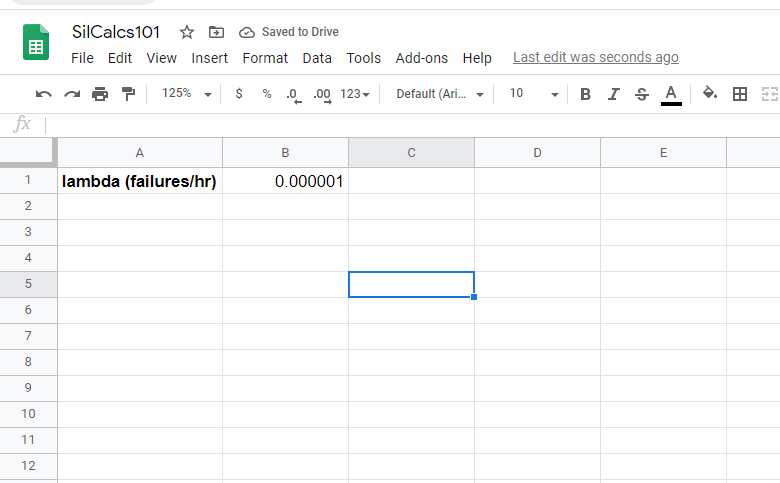 SilCalcs101 Saved to Drive
File Edit View Insert Format Data Tools Add-ons Help Last edit was seconds ago
125% $ % .0 .00 123 Default (Ari... 10 B I S A
fx
A B C D E
1 lambda (failures/hr) 0.000001
2
3
4
5
6
7
8
9
10
11
12